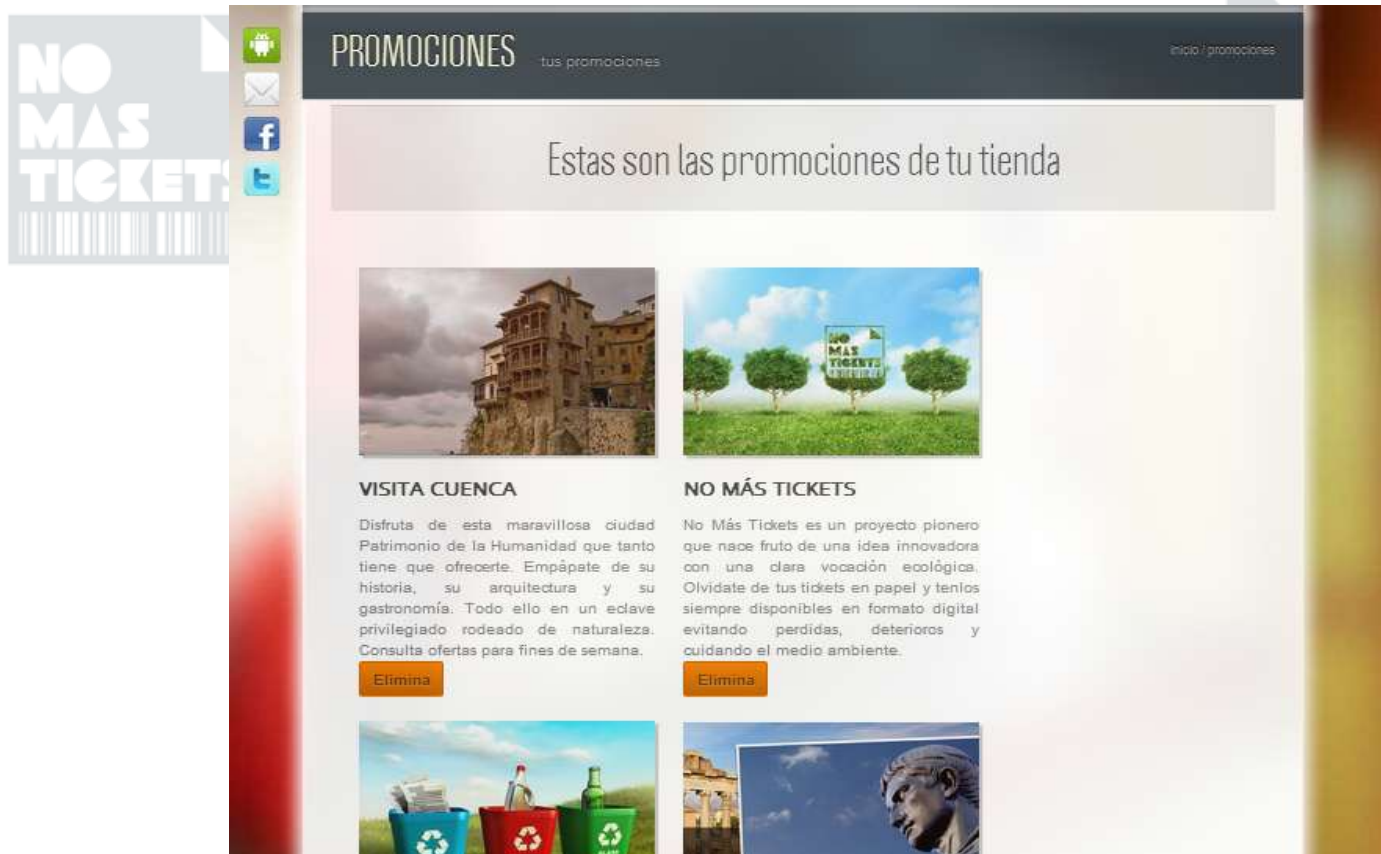 NO
MAS
TICKETS
PROMOCIONES
tus promociones
inicio / promociones
Estas son las promociones de tu tienda
NO
MAS
TICKETS
VISITA CUENCA
Disfruta de esta maravillosa ciudad
Patrimonio de la Humanidad que tanto
tiene que ofrecerte. Empápate de su
historia, su arquitectura y su
gastronomía. Todo ello en un eclave
privilegiado rodeado de naturaleza.
Consulta ofertas para fines de semana.
Elimina
NO MÁS TICKETS
No Más Tickets es un proyecto pionero
que nace fruto de una idea innovadora
con una clara vocación ecológica.
Olvidate de tus tickets en papel y tenlos
siempre disponibles en formato digital
evitando perdidas, deterioros y
cuidando el medio ambiente.
Elimina